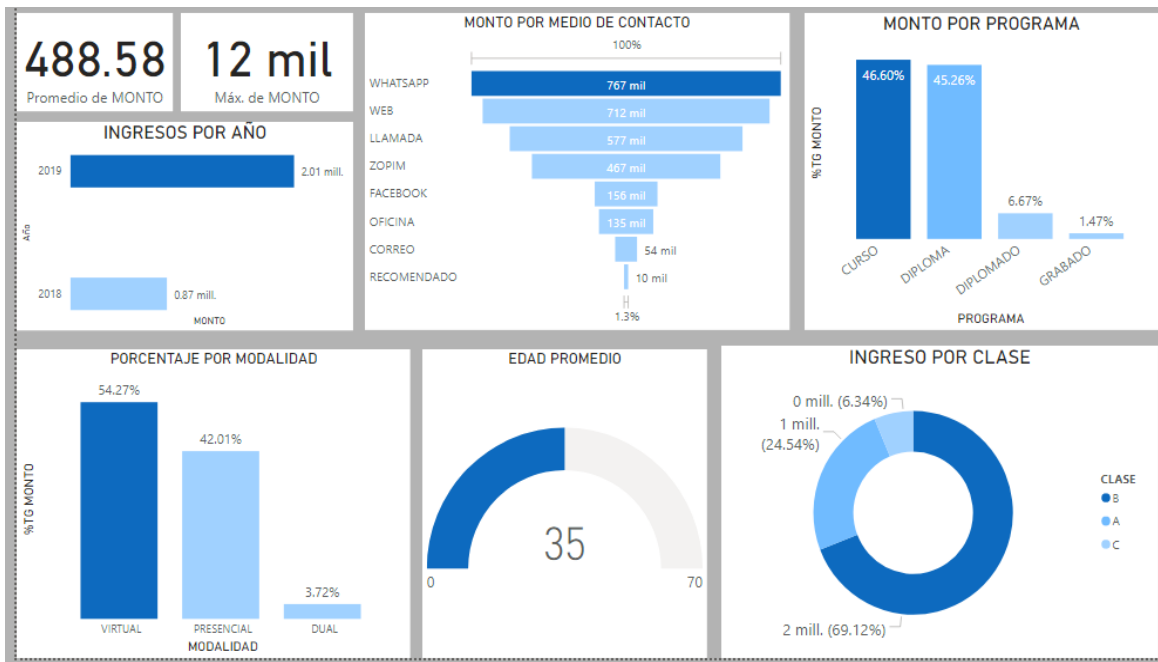 488.58
Promedio de MONTO
12 mil
Máx. de MONTO
INGRESOS POR AÑO
2019
2.01 mill.
Año
2018
0.87 mill.
MONTO
MONTO POR MEDIO DE CONTACTO
100%
WHATSAPP
767 mil
WEB
712 mil
LLAMADA
577 mil
ZOPIM
467 mil
FACEBOOK
156 mil
OFICINA
135 mil
CORREO
54 mil
RECOMENDADO
10 mil
1.3%
MONTO POR PROGRAMA
%TG MONTO
46.60%
45.26%
6.67%
1.47%
CURSO
DIPLOMA
DIPLOMADO
GRABADO
PROGRAMA
PORCENTAJE POR MODALIDAD
%TG MONTO
54.27%
42.01%
3.72%
VIRTUAL
PRESENCIAL
DUAL
MODALIDAD
EDAD PROMEDIO
35
0
70
INGRESO POR CLASE
0 mill. (6.34%)
1 mill.
(24.54%)
2 mill. (69.12%)
CLASE
B
A
C